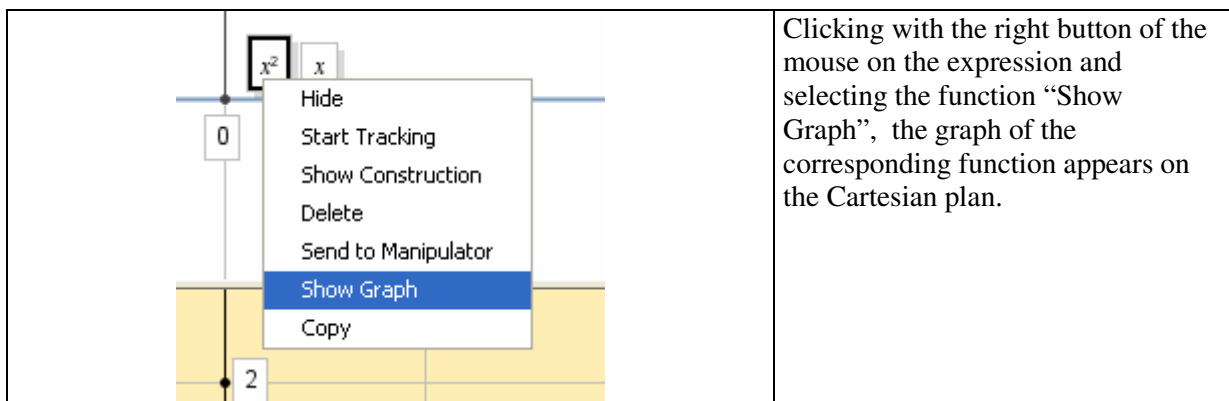 x² x
Hide
0 Start Tracking
Show Construction
Delete
Send to Manipulator
Show Graph
Copy
2
Clicking with the right button of the
mouse on the expression and
selecting the function “Show
Graph”, the graph of the
corresponding function appears on
the Cartesian plan.